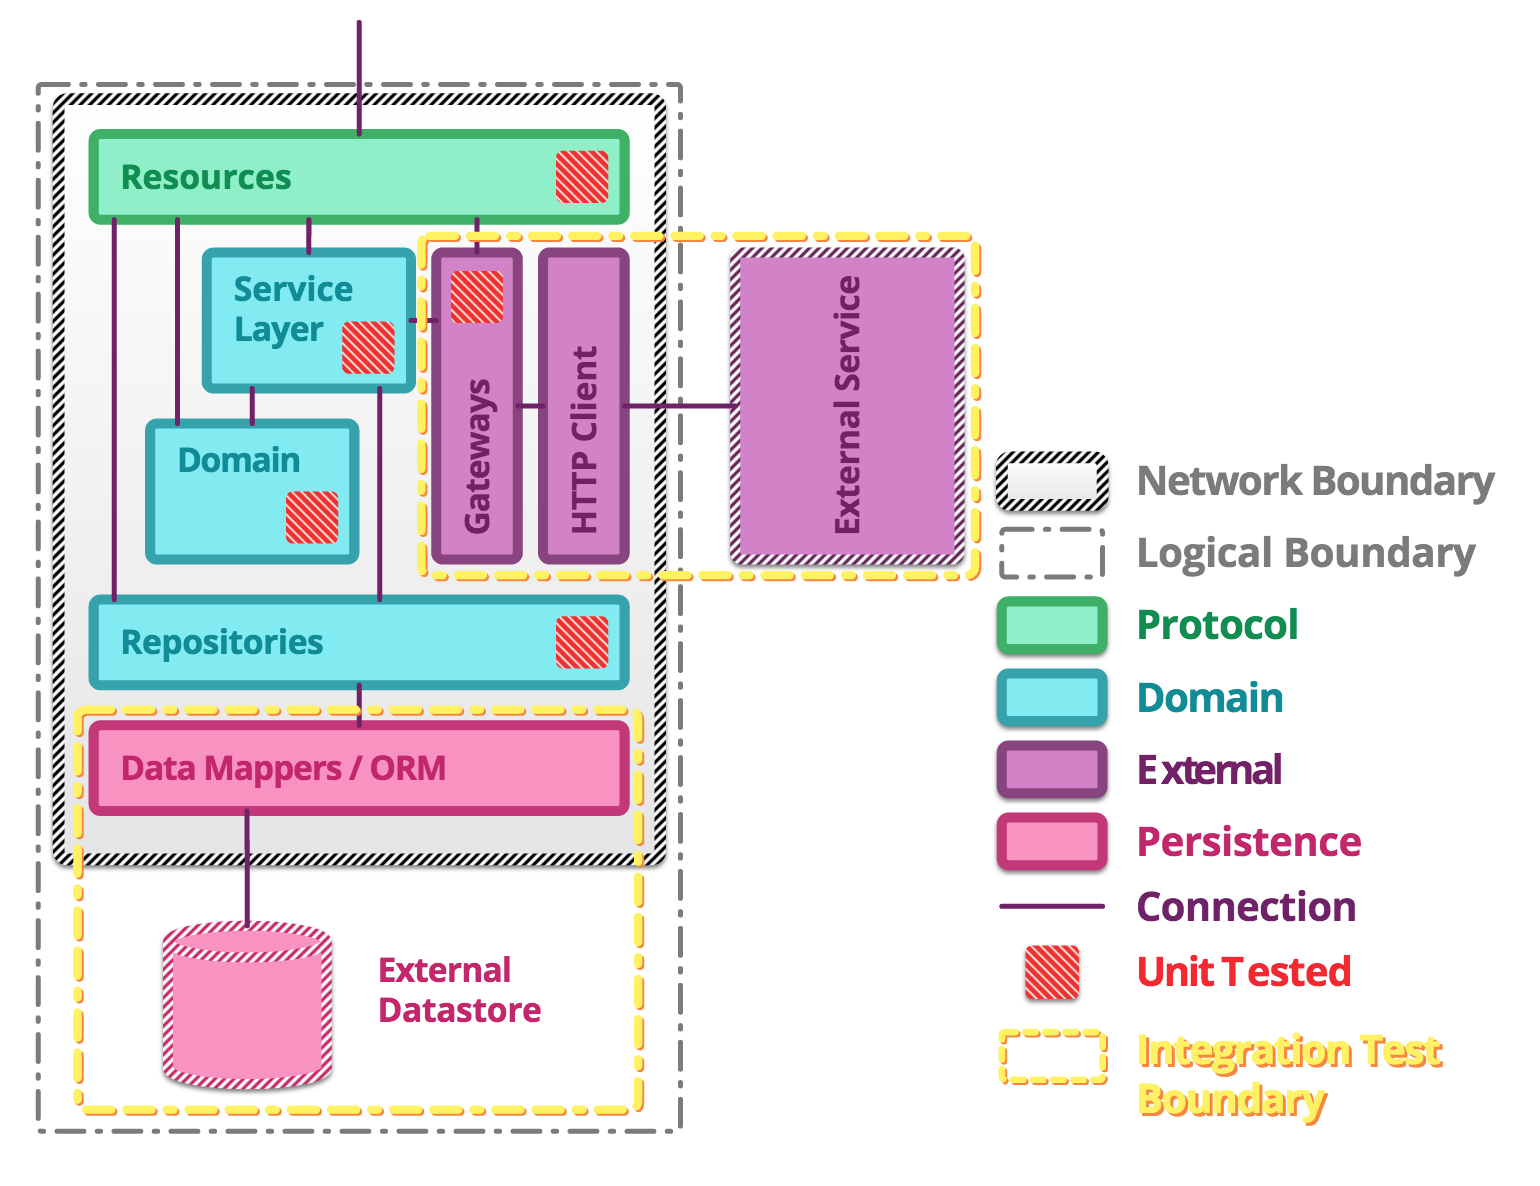 Resources
Service
Layer
Domain
Gateways
HTTP Client
External Service
Repositories
Data Mappers / ORM
External
Datastore
Network Boundary
Logical Boundary
Protocol
Domain
External
Persistence
Connection
Unit Tested
Integration Test
Boundary